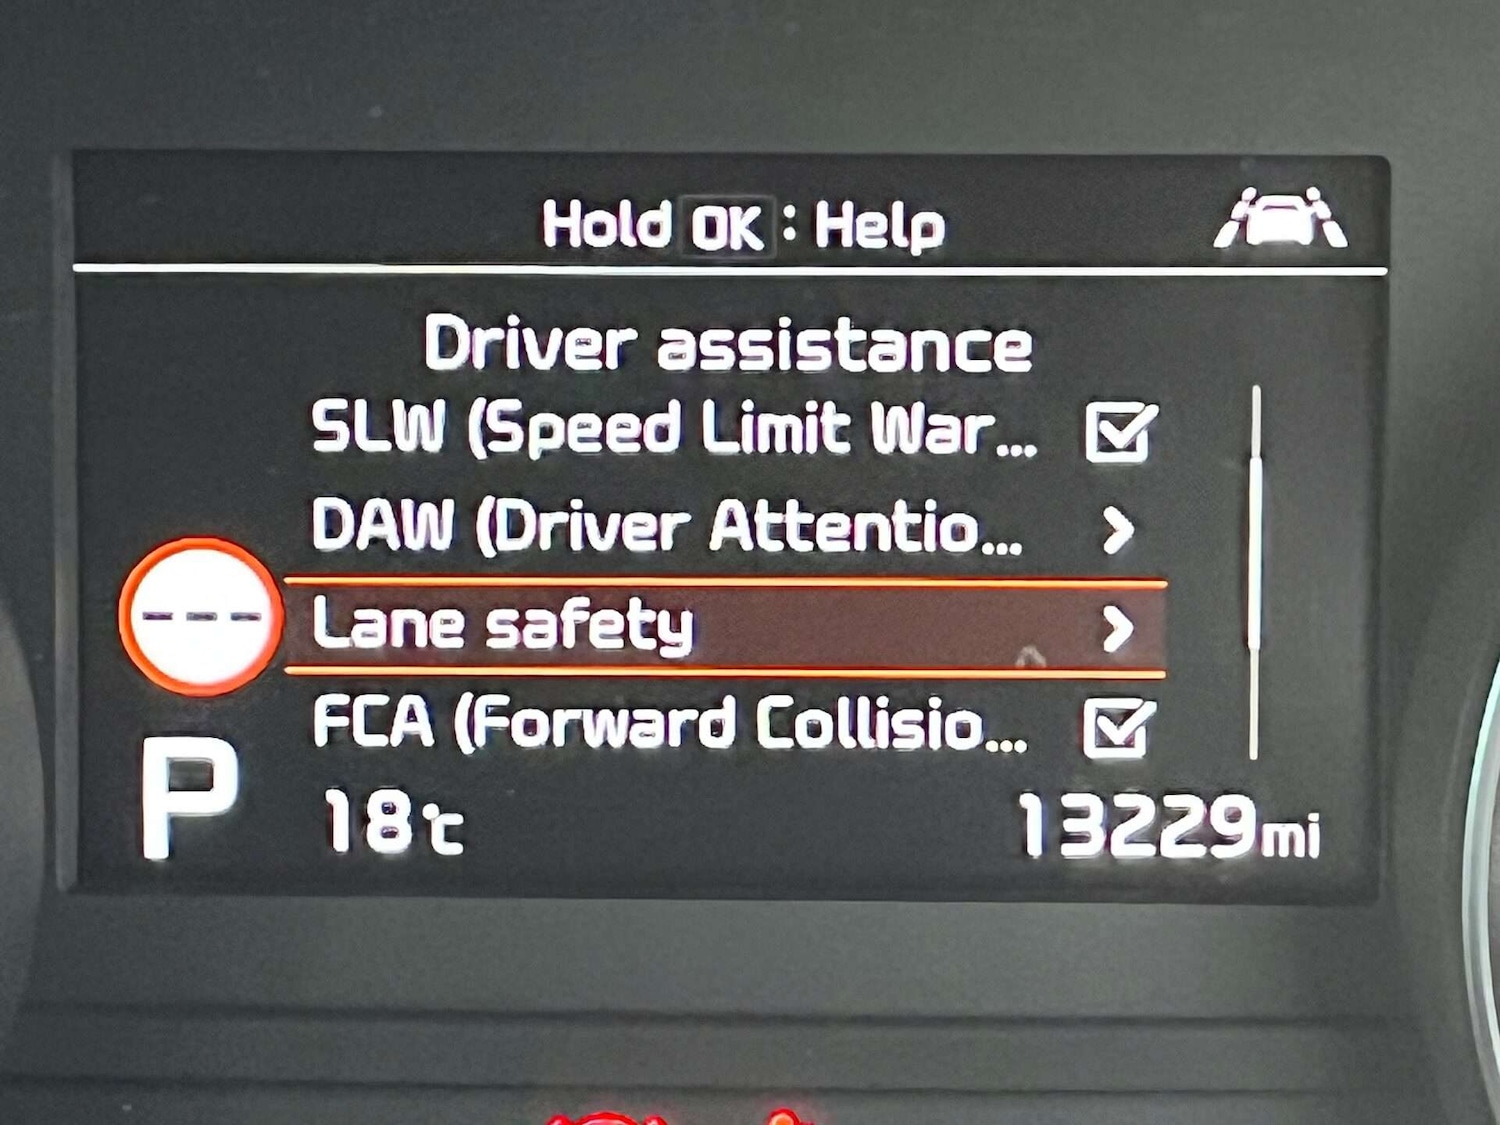 Hold OK : Help
Driver assistance
SLW (Speed Limit War...
DAW (Driver Attentio...
Lane safety
FCA (Forward Collisio...
---
P
18℃
13229mi